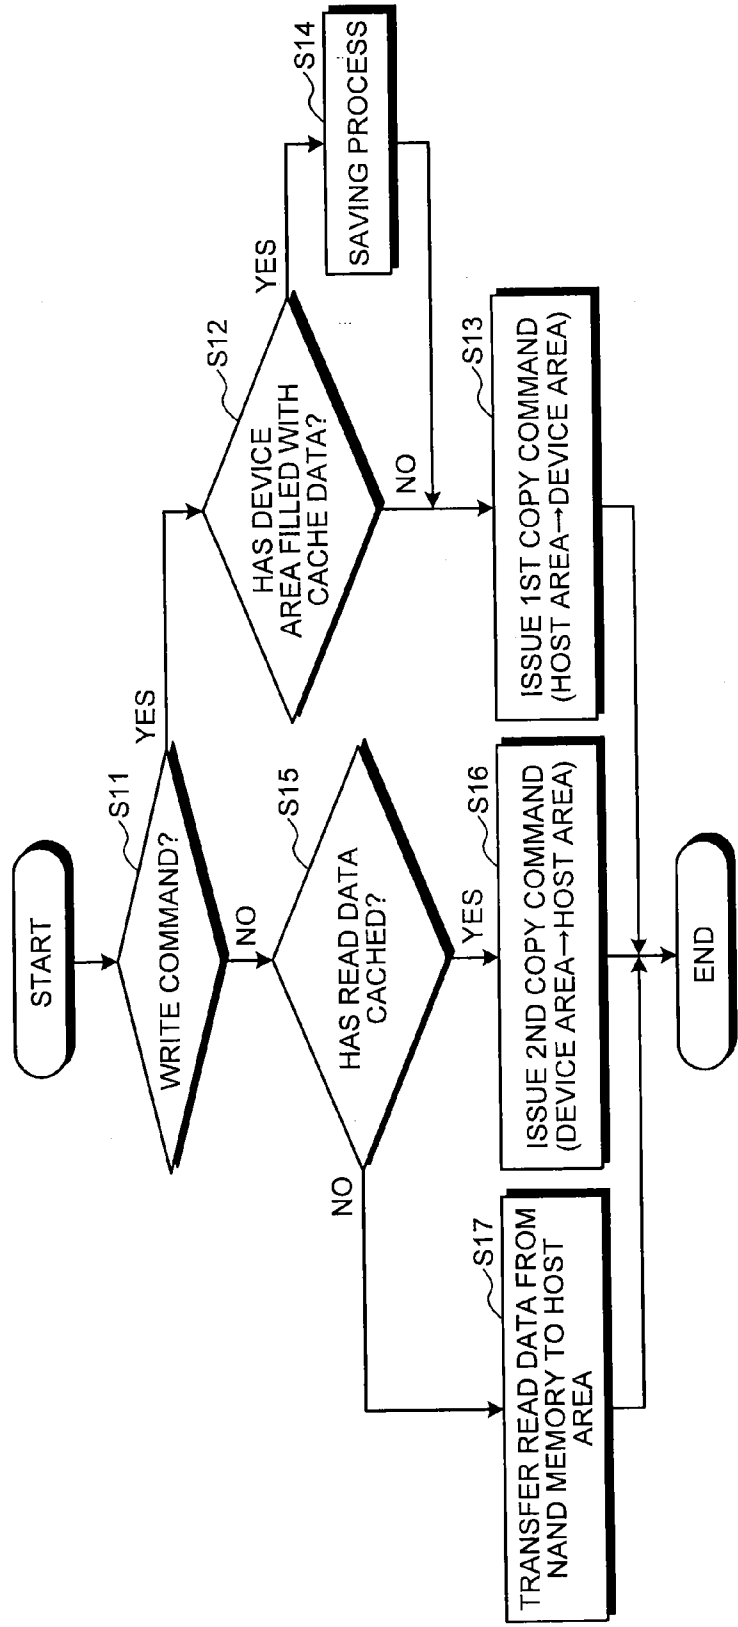 START
S11
WRITE COMMAND?
YES
NO
S12
HAS DEVICE
AREA FILLED WITH
CACHE DATA?
YES
NO
S14
SAVING PROCESS
S15
HAS READ DATA
CACHED?
NO
YES
S17
TRANSFER READ DATA FROM
NAND MEMORY TO HOST
AREA
S16
ISSUE 2ND COPY COMMAND
(DEVICE AREA→HOST AREA)
S13
ISSUE 1ST COPY COMMAND
(HOST AREA→DEVICE AREA)
END